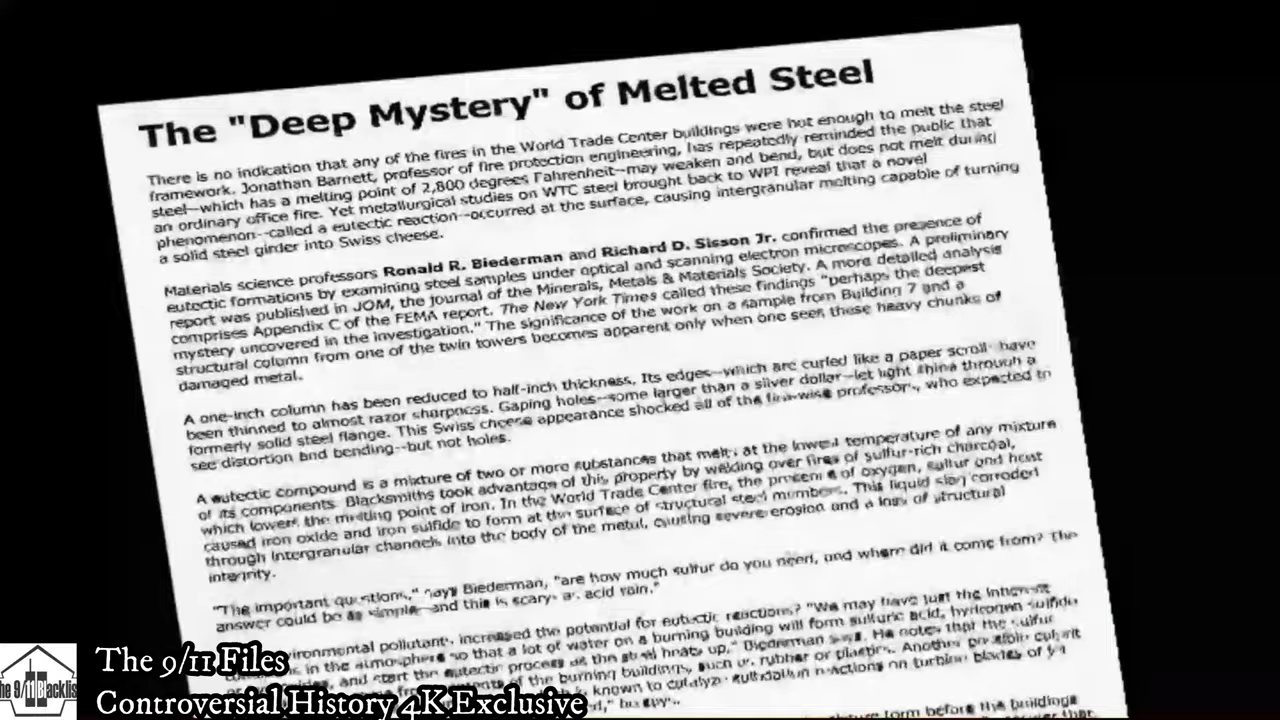 The "Deep Mystery" of Melted Steel
There is no indication that any of the fires in the World Trade Center buildings were hot enough to melt the steel
framework. Jonathan Barnett, professor of fire protection engineering, has repeatedly reminded the public that
steel--which has a melting point of 2,800 degrees Fahrenheit--may weaken and bend, but does not melt during
an ordinary office fire. Yet metallurgical studies on WTC steel brought back to WPI reveal that a novel
phenomenon--called a eutectic reaction--occurred at the surface, causing intergranular melting capable of turning
a solid steel girder into Swiss cheese.
Materials science professors Ronald R. Biederman and Richard D. Sisson Jr. confirmed the presence of
eutectic formations by examining steel samples under optical and scanning electron microscopes. A preliminary
report was published in JOM, the journal of the Minerals, Metals & Materials Society. A more detailed analysis
comprises Appendix C of the FEMA report. The New York Times called these findings "perhaps the deepest
mystery uncovered in the investigation." The significance of the work on a sample from Building 7 and a
structural column from one of the twin towers becomes apparent only when one sees these heavy chunks of
damaged metal.
A one-inch column has been reduced to half-inch thickness. Its edges--which are curled like a paper scroll--have
been thinned to almost razor sharpness. Gaping holes--some larger than a silver dollar--let light shine through a
formerly solid steel flange. This Swiss cheese appearance shocked all of the fire-wise professors, who expected to
see distortion and bending--but not holes.
A eutectic compound is a mixture of two or more substances that melts at the lowest temperature of any mixture
of its components. Blacksmiths took advantage of this property by welding over fires of sulfur-rich charcoal,
which lowers the melting point of iron. In the World Trade Center fire, the presence of oxygen, sulfur and heat
caused iron oxide and iron sulfide to form at the surface of structural steel members. This liquid slag corroded
through intergranular channels into the body of the metal, causing severe erosion and a loss of structural
integrity.
"The important questions," says Biederman, "are how much sulfur do you need, and where did it come from? The
answer could be as simple--and this is scary--as acid rain."
environmental pollutants increased the potential for eutectic reactions? "We may have just the inherent
in the atmosphere so that a lot of water on a burning building will form sulfuric acid, hydrogen sulfide
and start the eutectic process as the steel heats up," Biederman says. He notes that the sulfur
of the burning buildings, such as rubber or plastics. Another possible culprit
is known to catalyze sulfidation reactions on turbine blades of
form before the buildings
The 9/11 Files
Controversial History 4K Exclusive
The 9/11 Blacklist